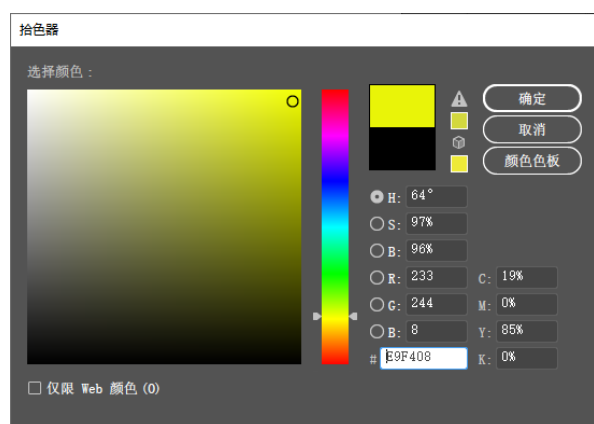 拾色器
选择颜色：
确定
取消
颜色色板
H: 64°
S: 97%
B: 96%
R: 233 C: 19%
G: 244 M: 0%
B: 8 Y: 85%
# E9F408 K: 0%
仅限 Web 颜色 (O)